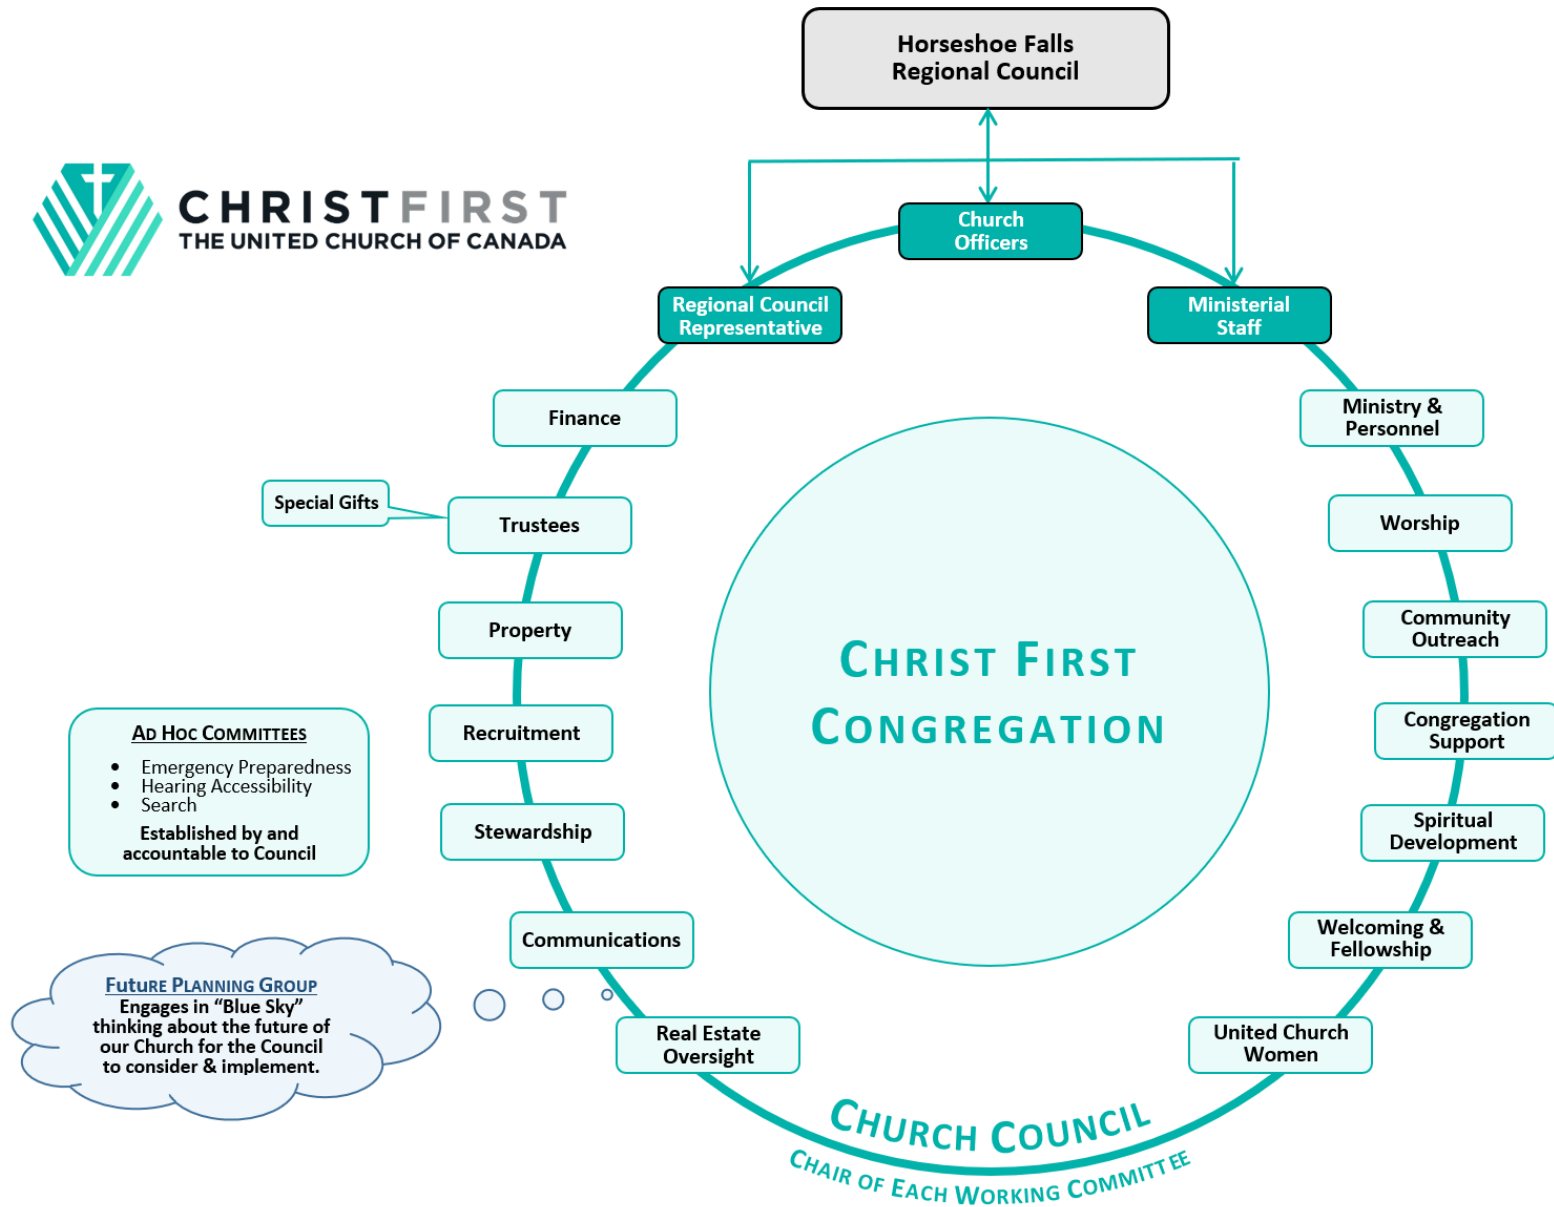 Horseshoe Falls
Regional Council
CHRISTFIRST
THE UNITED CHURCH OF CANADA
Church
Officers
Regional Council
Representative
Ministerial
Staff
Finance
Ministry &
Personnel
Special Gifts
Trustees
Worship
Property
Community
Outreach
Recruitment
Congregation
Support
Stewardship
Spiritual
Development
Communications
Welcoming &
Fellowship
Real Estate
Oversight
United Church
Women
CHRIST FIRST
CONGREGATION
AD HOC COMMITTEES
• Emergency Preparedness
• Hearing Accessibility
• Search
Established by and
accountable to Council
FUTURE PLANNING GROUP
Engages in “Blue Sky”
thinking about the future of
our Church for the Council
to consider & implement.
CHURCH COUNCIL
CHAIR OF EACH WORKING COMMITTEE